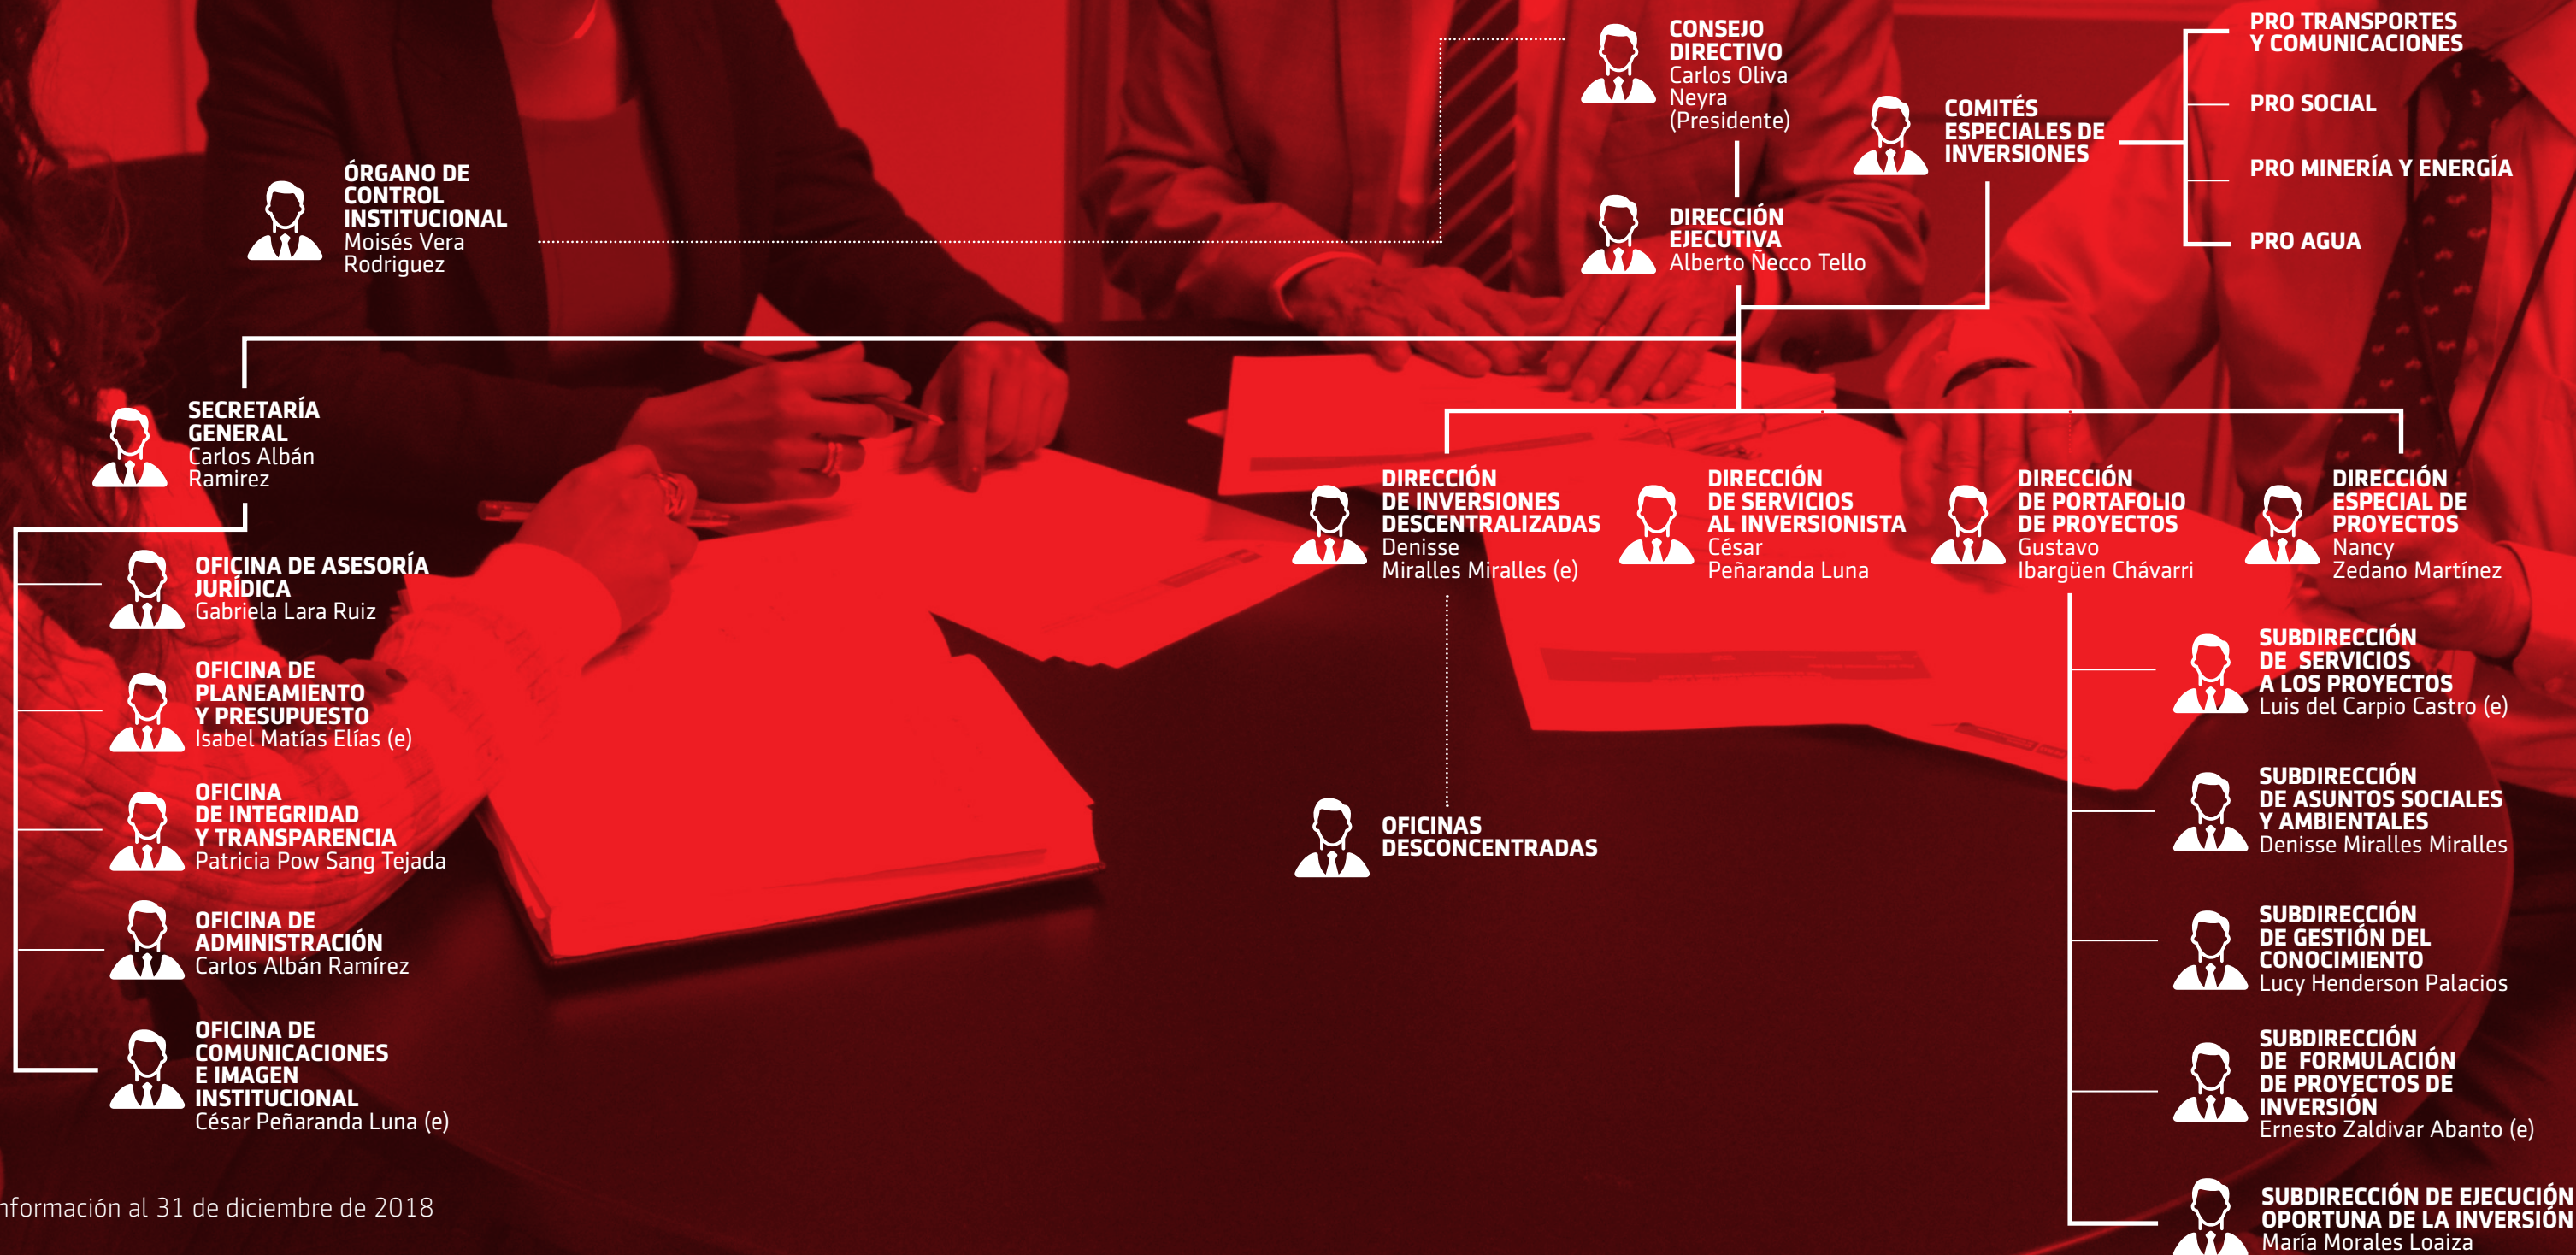 CONSEJO
DIRECTIVO
Carlos Oliva
Neyra
(Presidente)
COMITÉS
ESPECIALES DE
INVERSIONES
PRO TRANSPORTES
Y COMUNICACIONES
PRO SOCIAL
PRO MINERÍA Y ENERGÍA
PRO AGUA
ÓRGANO DE
CONTROL
INSTITUCIONAL
Moisés Vera
Rodriguez
DIRECCIÓN
EJECUTIVA
Alberto Ñecco Tello
SECRETARÍA
GENERAL
Carlos Albán
Ramirez
OFICINA DE ASESORÍA
JURÍDICA
Gabriela Lara Ruiz
OFICINA DE
PLANEAMIENTO
Y PRESUPUESTO
Isabel Matías Elías (e)
OFICINA
DE INTEGRIDAD
Y TRANSPARENCIA
Patricia Pow Sang Tejada
OFICINA DE
ADMINISTRACIÓN
Carlos Albán Ramírez
OFICINA DE
COMUNICACIONES
E IMAGEN
INSTITUCIONAL
César Peñaranda Luna (e)
DIRECCIÓN
DE INVERSIONES
DESCENTRALIZADAS
Denisse
Miralles Miralles (e)
OFICINAS
DESCONCENTRADAS
DIRECCIÓN
DE SERVICIOS
AL INVERSIONISTA
César
Peñaranda Luna
DIRECCIÓN
DE PORTAFOLIO
DE PROYECTOS
Gustavo
Ibargüen Chávarri
DIRECCIÓN
ESPECIAL DE
PROYECTOS
Nancy
Zedano Martínez
SUBDIRECCIÓN
DE SERVICIOS
A LOS PROYECTOS
Luis del Carpio Castro (e)
SUBDIRECCIÓN
DE ASUNTOS SOCIALES
Y AMBIENTALES
Denisse Miralles Miralles
SUBDIRECCIÓN
DE GESTIÓN DEL
CONOCIMIENTO
Lucy Henderson Palacios
SUBDIRECCIÓN
DE FORMULACIÓN
DE PROYECTOS DE
INVERSIÓN
Ernesto Zaldivar Abanto (e)
SUBDIRECCIÓN DE EJECUCIÓN
OPORTUNA DE LA INVERSIÓN
María Morales Loaiza
nformación al 31 de diciembre de 2018